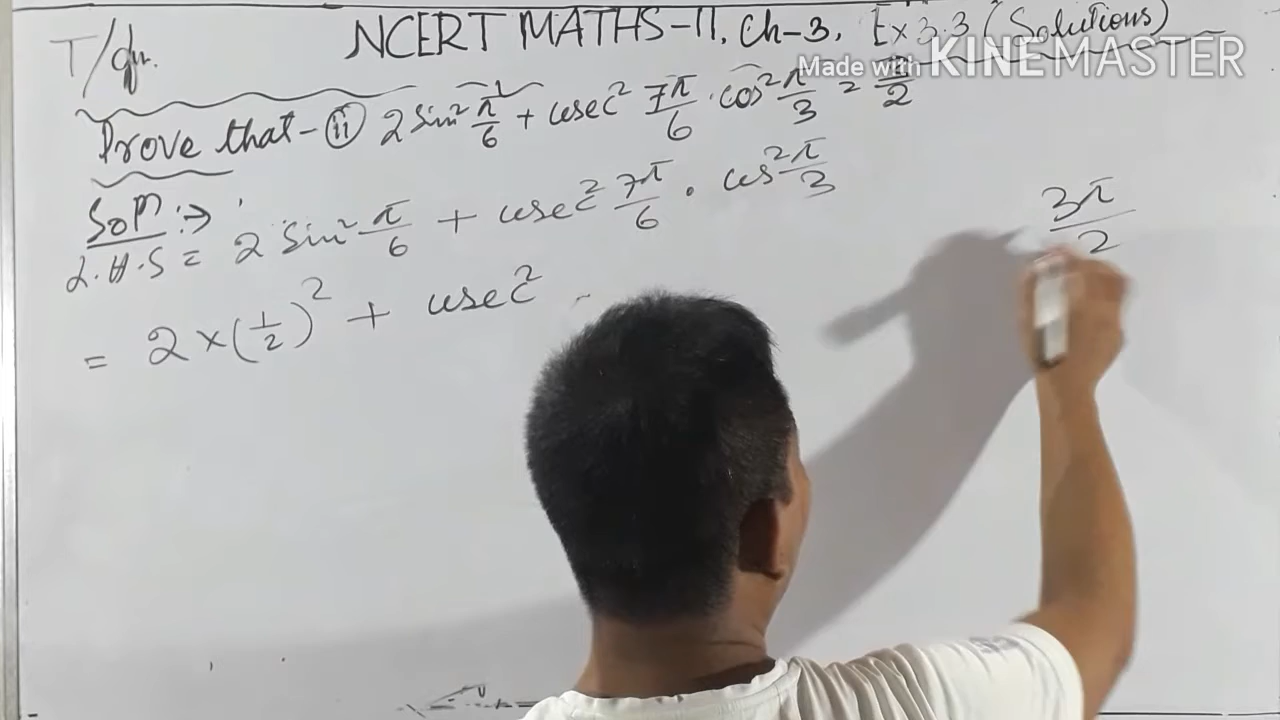 T/qn.
NCERT MATHS-11, Ch-3, Ex 3.3 (Solutions)
Made with KINEMASTER
Prove that- (ii) 2 sin² π/6 + cosec² 7π/6 . cos² π/3 = /2
Solⁿ :->
L.H.S = 2 sin² π/6 + cosec² 7π/6 . cos² π/3
3π/2
= 2 × (1/2)² + cosec²